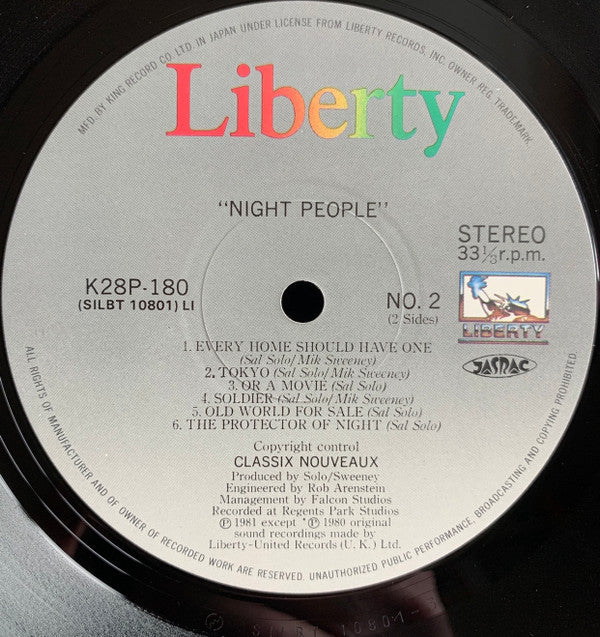 MFD. BY KING RECORD CO. LTD. IN JAPAN UNDER LICENSE FROM LIBERTY RECORDS, INC. OWNER REG. TRADEMARK.
Liberty
"NIGHT PEOPLE"
STEREO
33 1/3 r.p.m.
K28P-180
(SILBT 10801) LI
NO. 2
(2 Sides)
LIBERTY
JASRAC
1. EVERY HOME SHOULD HAVE ONE
(Sal Solo/Mik Sweeney)
2. TOKYO (Sal Solo/Mik Sweeney)
3. OR A MOVIE (Sal Solo)
4. SOLDIER (Sal Solo/Mik Sweeney)
5. OLD WORLD FOR SALE (Sal Solo)
6. THE PROTECTOR OF NIGHT (Sal Solo)
Copyright control
CLASSIX NOUVEAUX
Produced by Solo/Sweeney
Engineered by Rob Arenstein
Management by Falcon Studios
Recorded at Regents Park Studios
℗ 1981 except *℗ 1980 original
sound recordings made by
Liberty-United Records (U. K.) Ltd.
ALL RIGHTS OF MANUFACTURER AND OF OWNER OF RECORDED WORK ARE RESERVED. UNAUTHORIZED PUBLIC PERFORMANCE, BROADCASTING AND COPYING PROHIBITED.